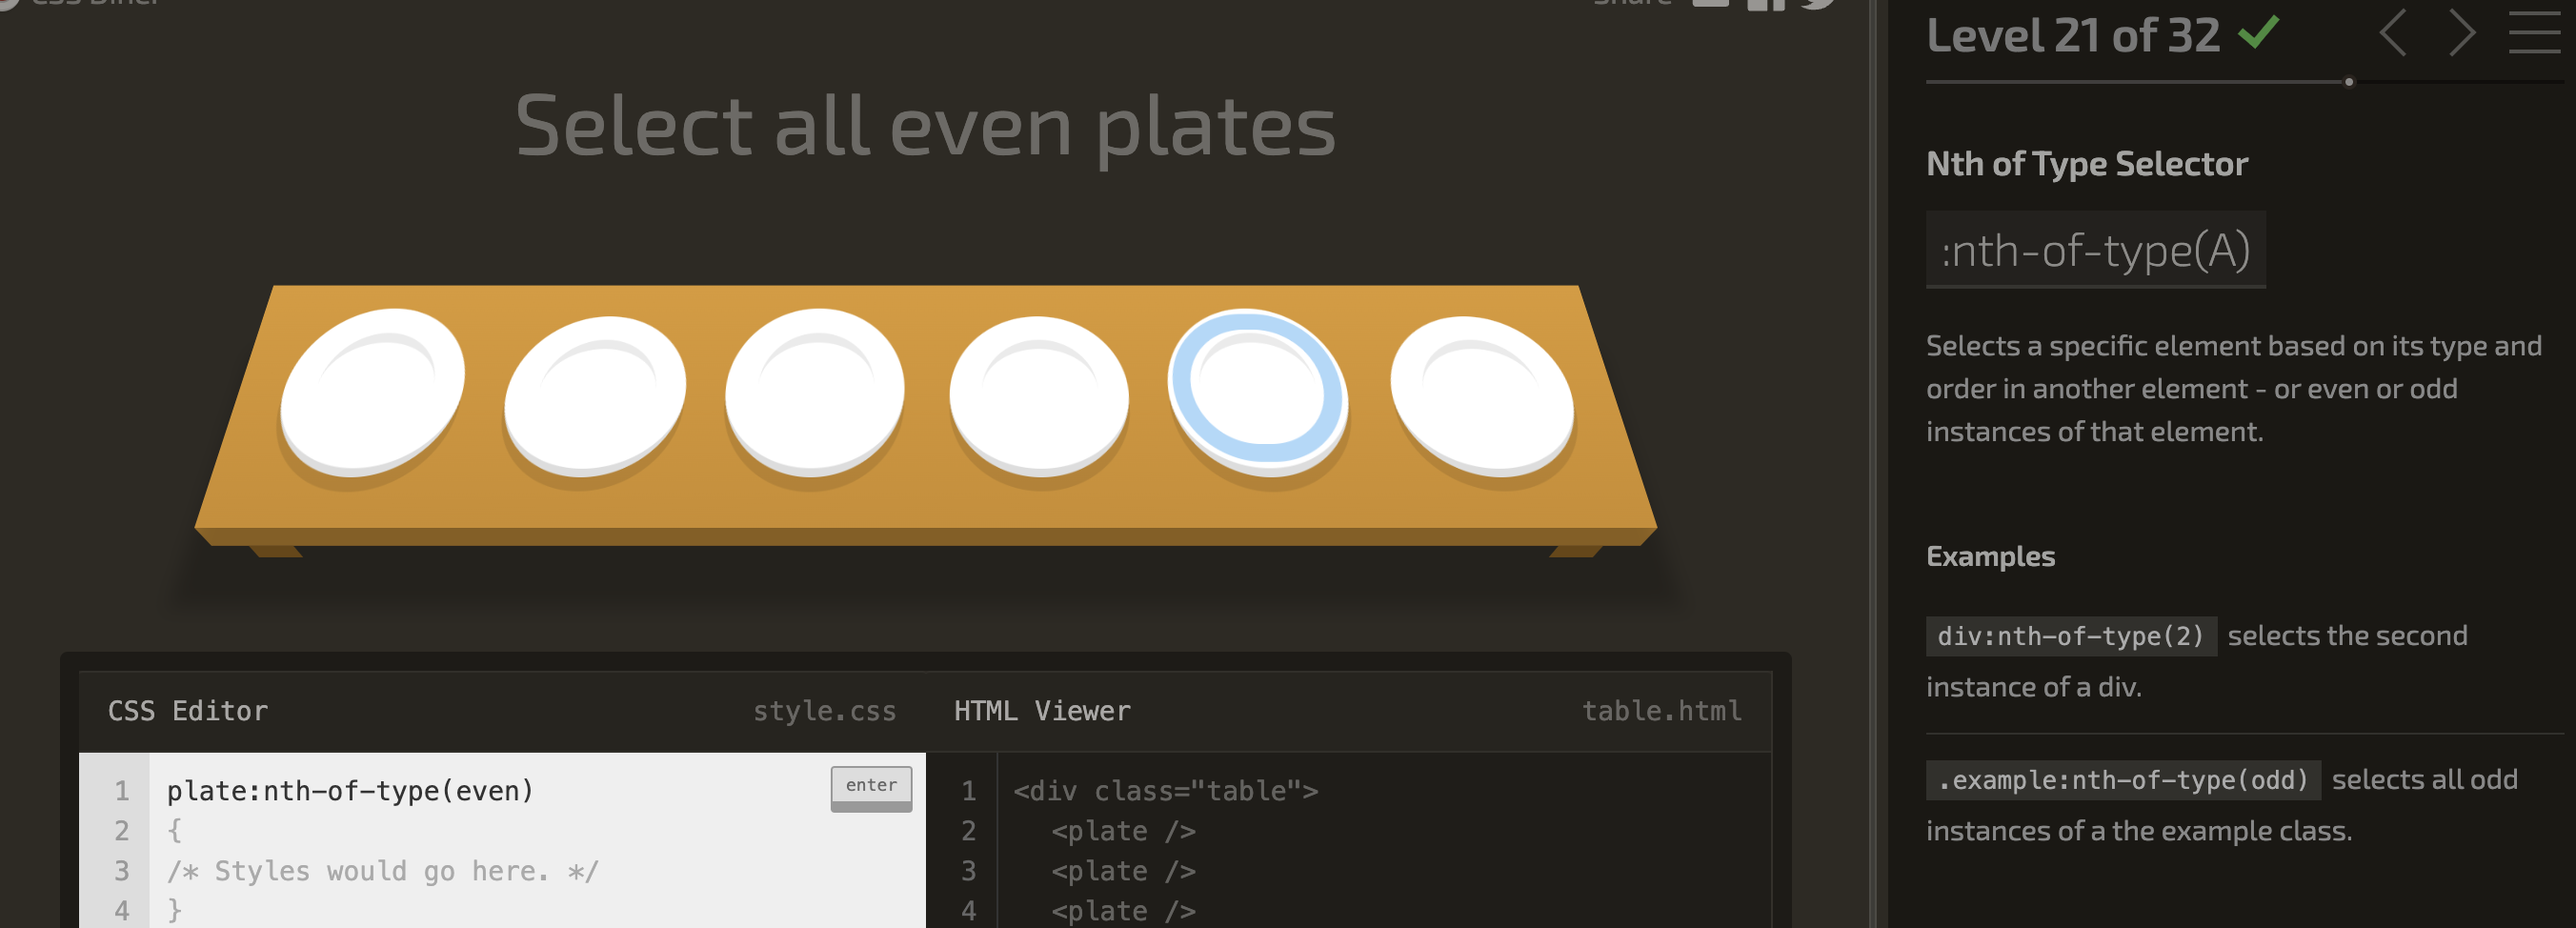 CSS Diner
Share
Select all even plates
CSS Editor
style.css
1 plate:nth-of-type(even)
enter
2 {
3 /* Styles would go here. */
4 }
HTML Viewer
table.html
1 <div class="table">
2 <plate />
3 <plate />
4 <plate />
Level 21 of 32
Nth of Type Selector
:nth-of-type(A)
Selects a specific element based on its type and
order in another element - or even or odd
instances of that element.
Examples
div:nth-of-type(2) selects the second
instance of a div.
.example:nth-of-type(odd) selects all odd
instances of a the example class.